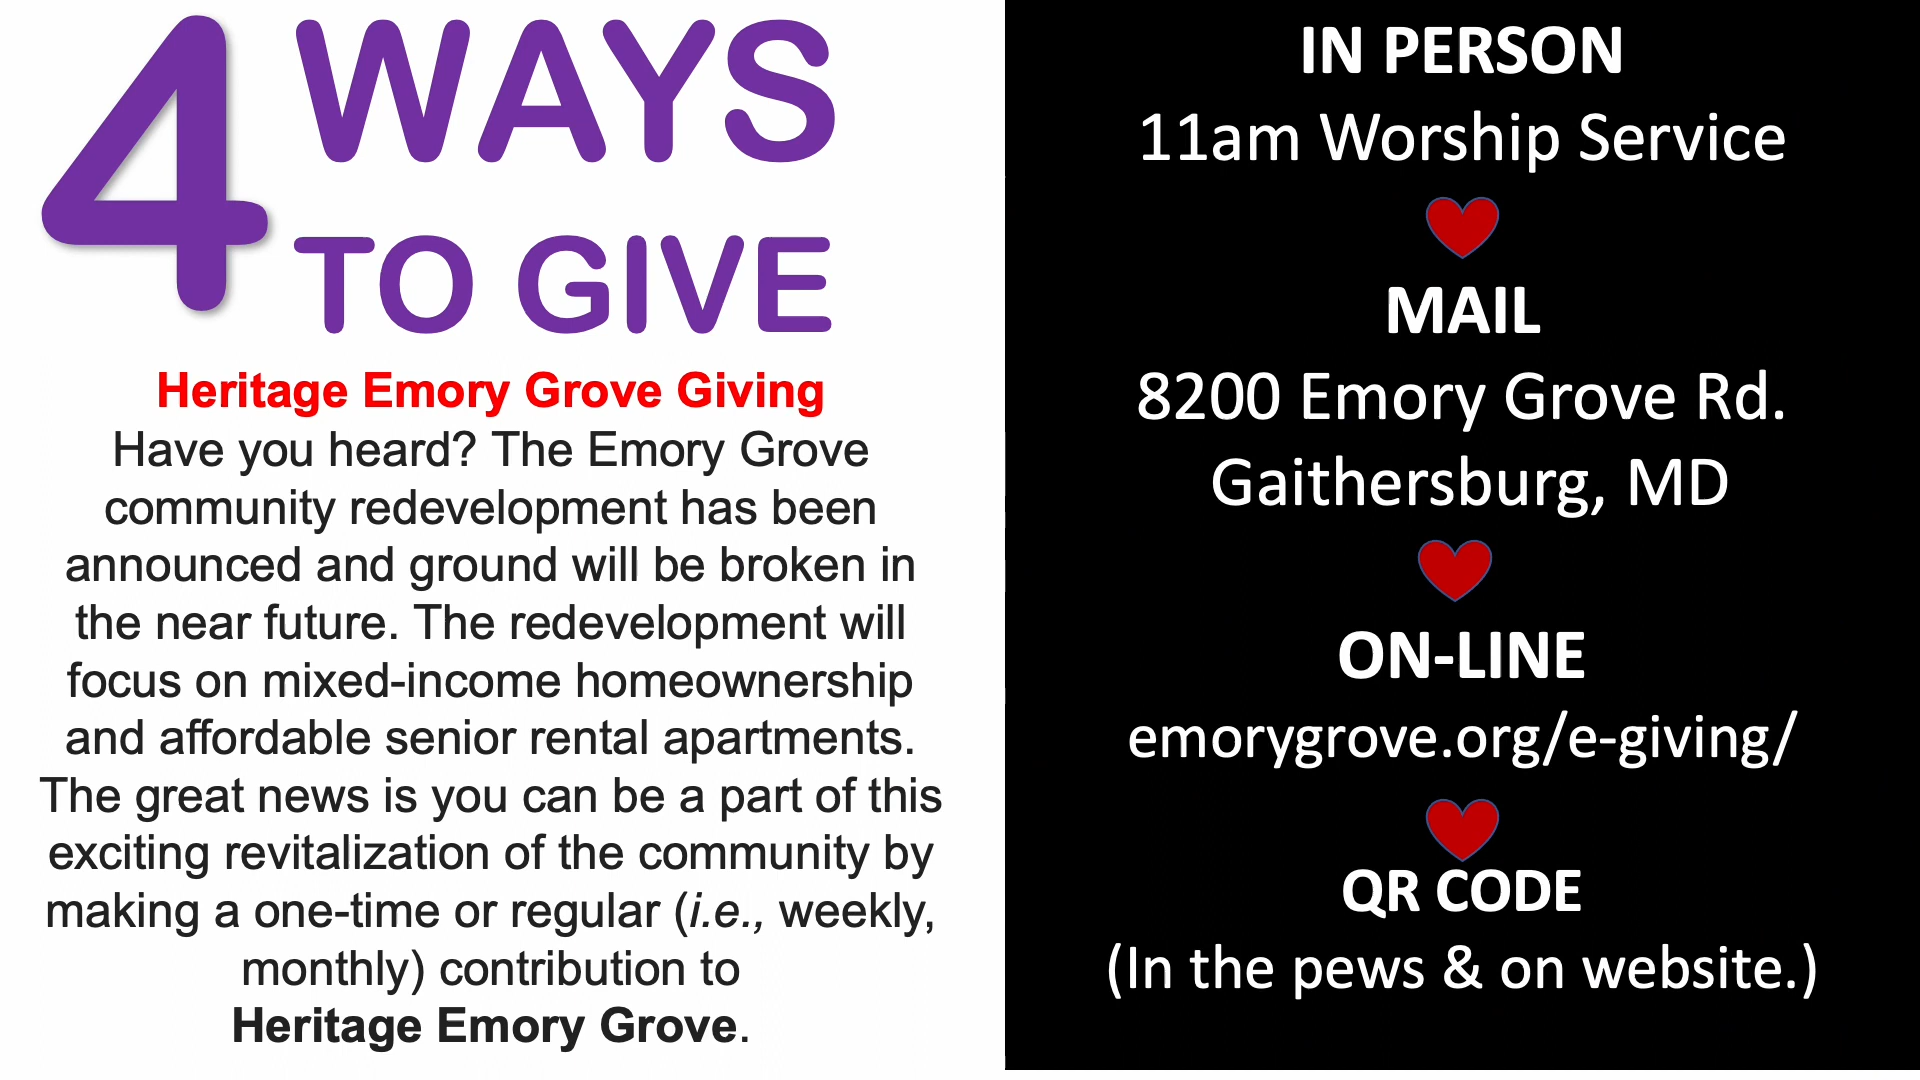 4 WAYS
TO GIVE
Heritage Emory Grove Giving
Have you heard? The Emory Grove
community redevelopment has been
announced and ground will be broken in
the near future. The redevelopment will
focus on mixed-income homeownership
and affordable senior rental apartments.
The great news is you can be a part of this
exciting revitalization of the community by
making a one-time or regular (i.e., weekly,
monthly) contribution to
Heritage Emory Grove.
IN PERSON
11am Worship Service
MAIL
8200 Emory Grove Rd.
Gaithersburg, MD
ON-LINE
emorygrove.org/e-giving/
QR CODE
(In the pews & on website.)